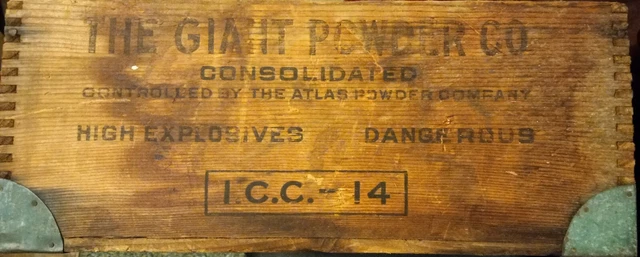 THE GIANT POWDER CO
CONSOLIDATED
CONTROLLED BY THE ATLAS POWDER COMPANY
HIGH EXPLOSIVES DANGEROUS
I.C.C.- 14